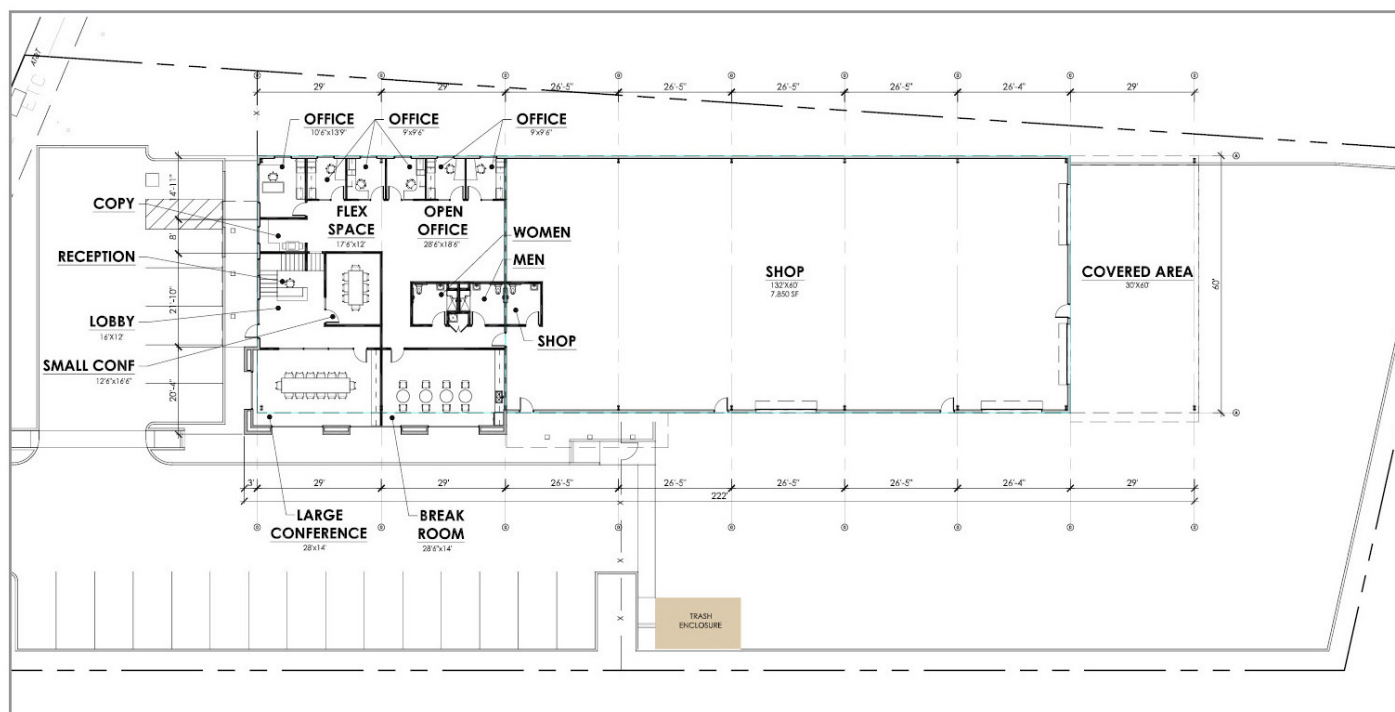 AT&T
ETC
29'
29'
26'-5"
26'-5"
26'-5"
26'-5"
26'-4"
29'
OFFICE
10'6"x13'9"
OFFICE
9'x9'6"
OFFICE
9'x9'6"
14'-11"
8'
21'-10"
20'-4"
COPY
RECEPTION
LOBBY
16'X12'
SMALL CONF
12'6"x16'6"
FLEX
SPACE
17'6"x12'
OPEN
OFFICE
28'6"x18'6"
WOMEN
MEN
SHOP
SHOP
132'X60'
7,850 SF
COVERED AREA
30'X60'
60'
3'
29'
29'
26'-5"
26'-5"
26'-5"
26'-5"
26'-4"
29'
222'
LARGE
CONFERENCE
28'x14'
BREAK
ROOM
28'6"x14'
X
X
X
X
TRASH
ENCLOSURE